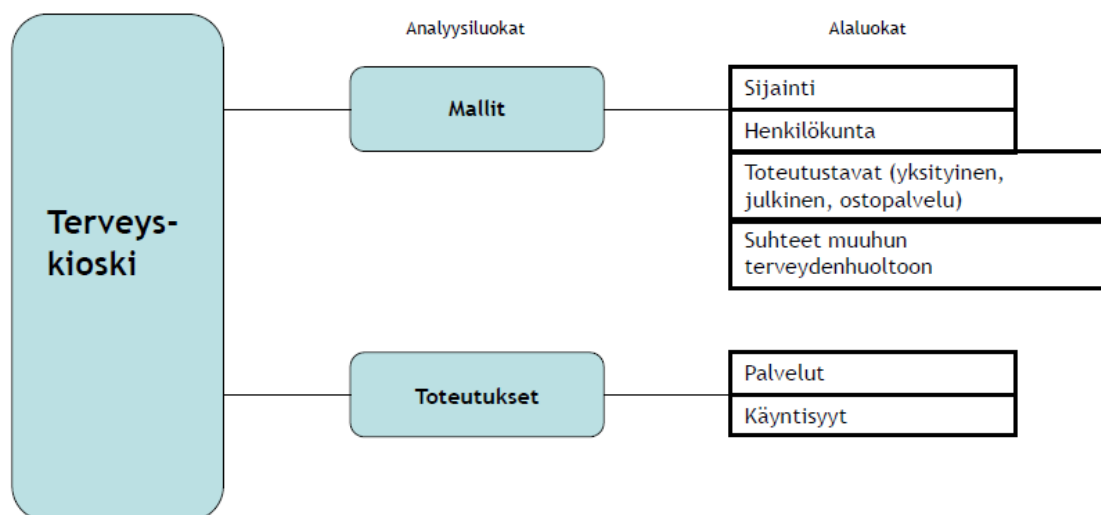 Analyysiluokat
Alaluokat
Terveys-
kioski
Mallit
Sijainti
Henkilökunta
Toteutustavat (yksityinen,
julkinen, ostopalvelu)
Suhteet muuhun
terveydenhuoltoon
Toteutukset
Palvelut
Käyntisyyt